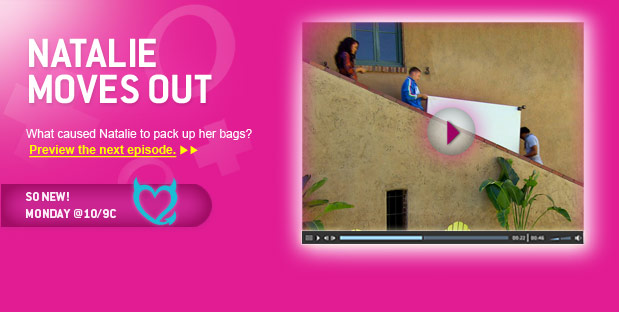 NATALIE
MOVES OUT
What caused Natalie to pack up her bags?
Preview the next episode.
SO NEW!
MONDAY @10/9C
00:22 00:46